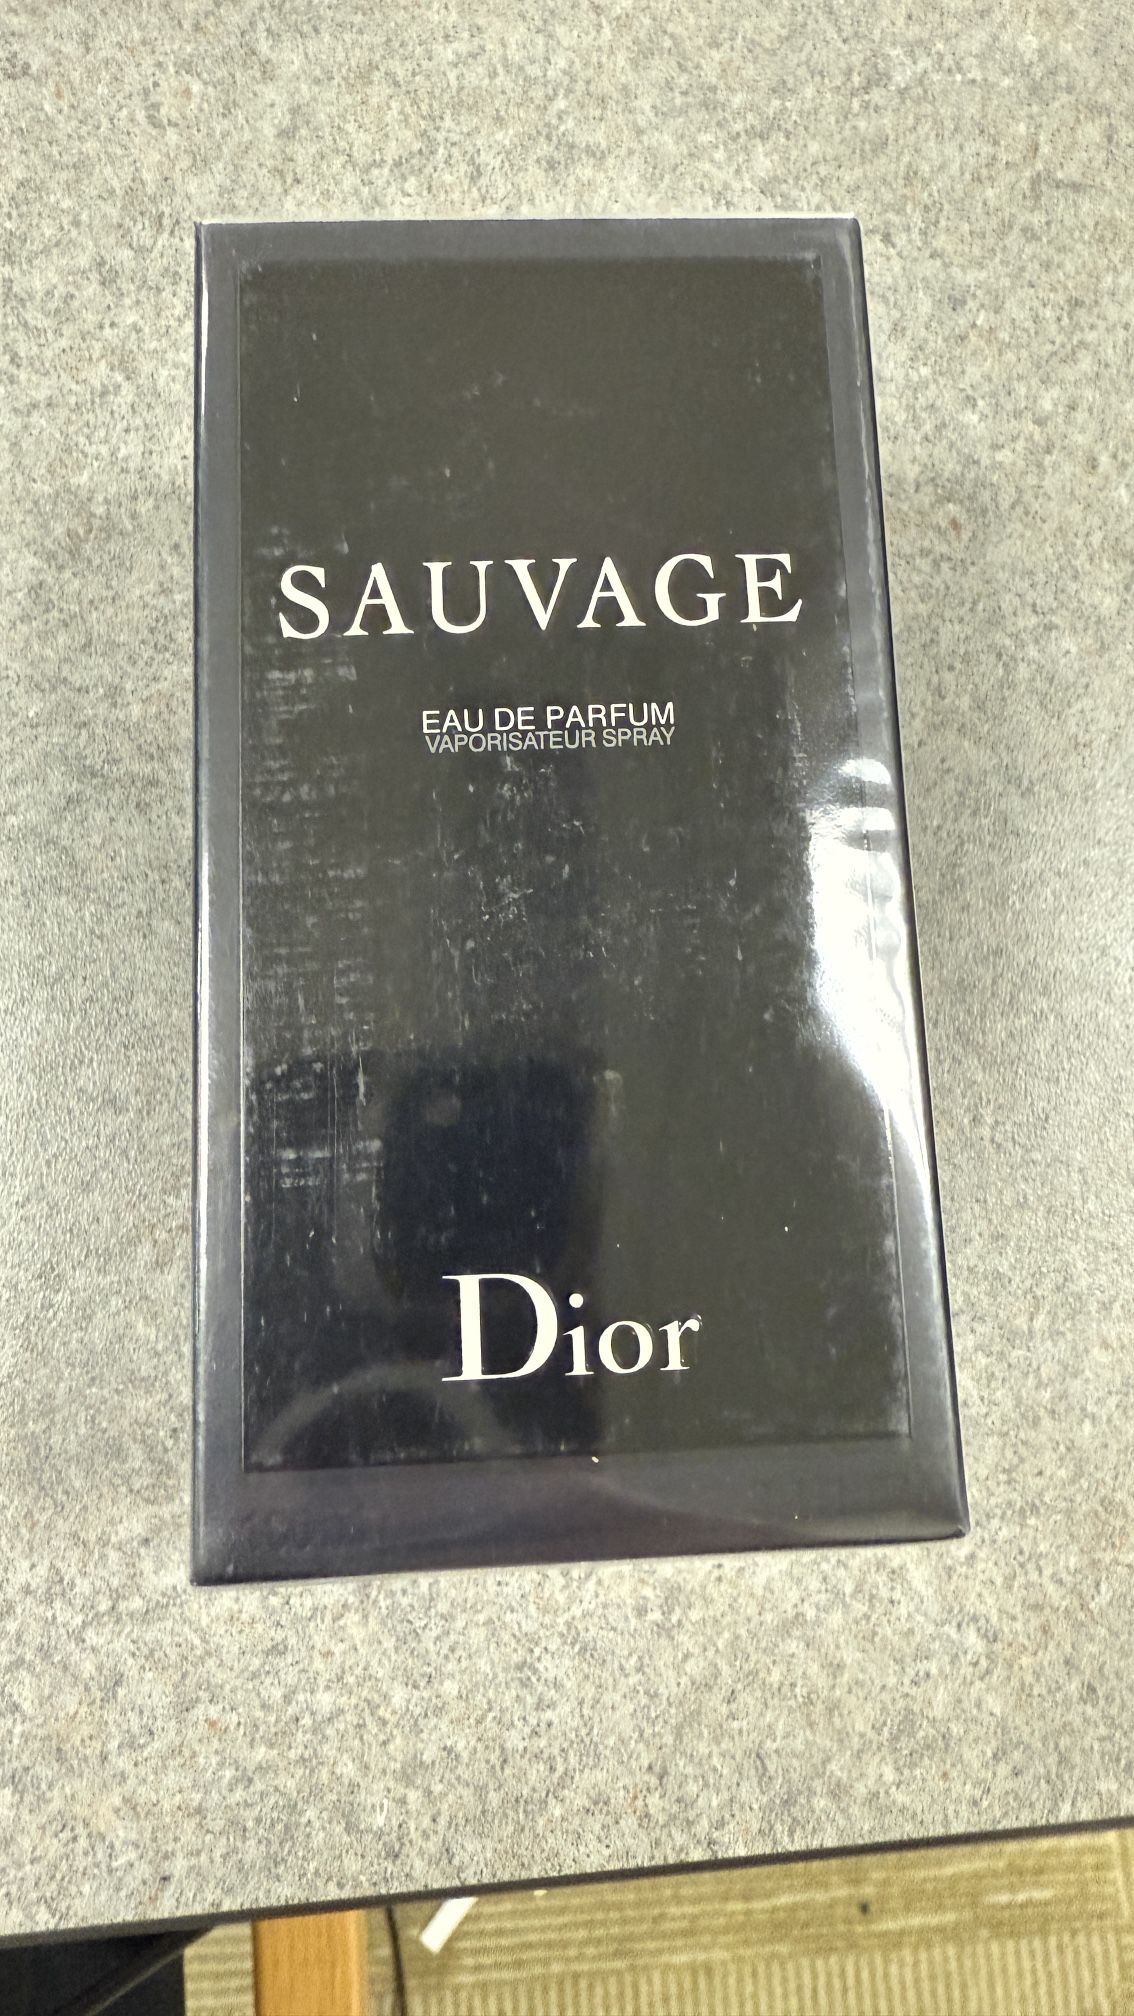 SAUVAGE
EAU DE PARFUM
VAPORISATEUR SPRAY
Dior